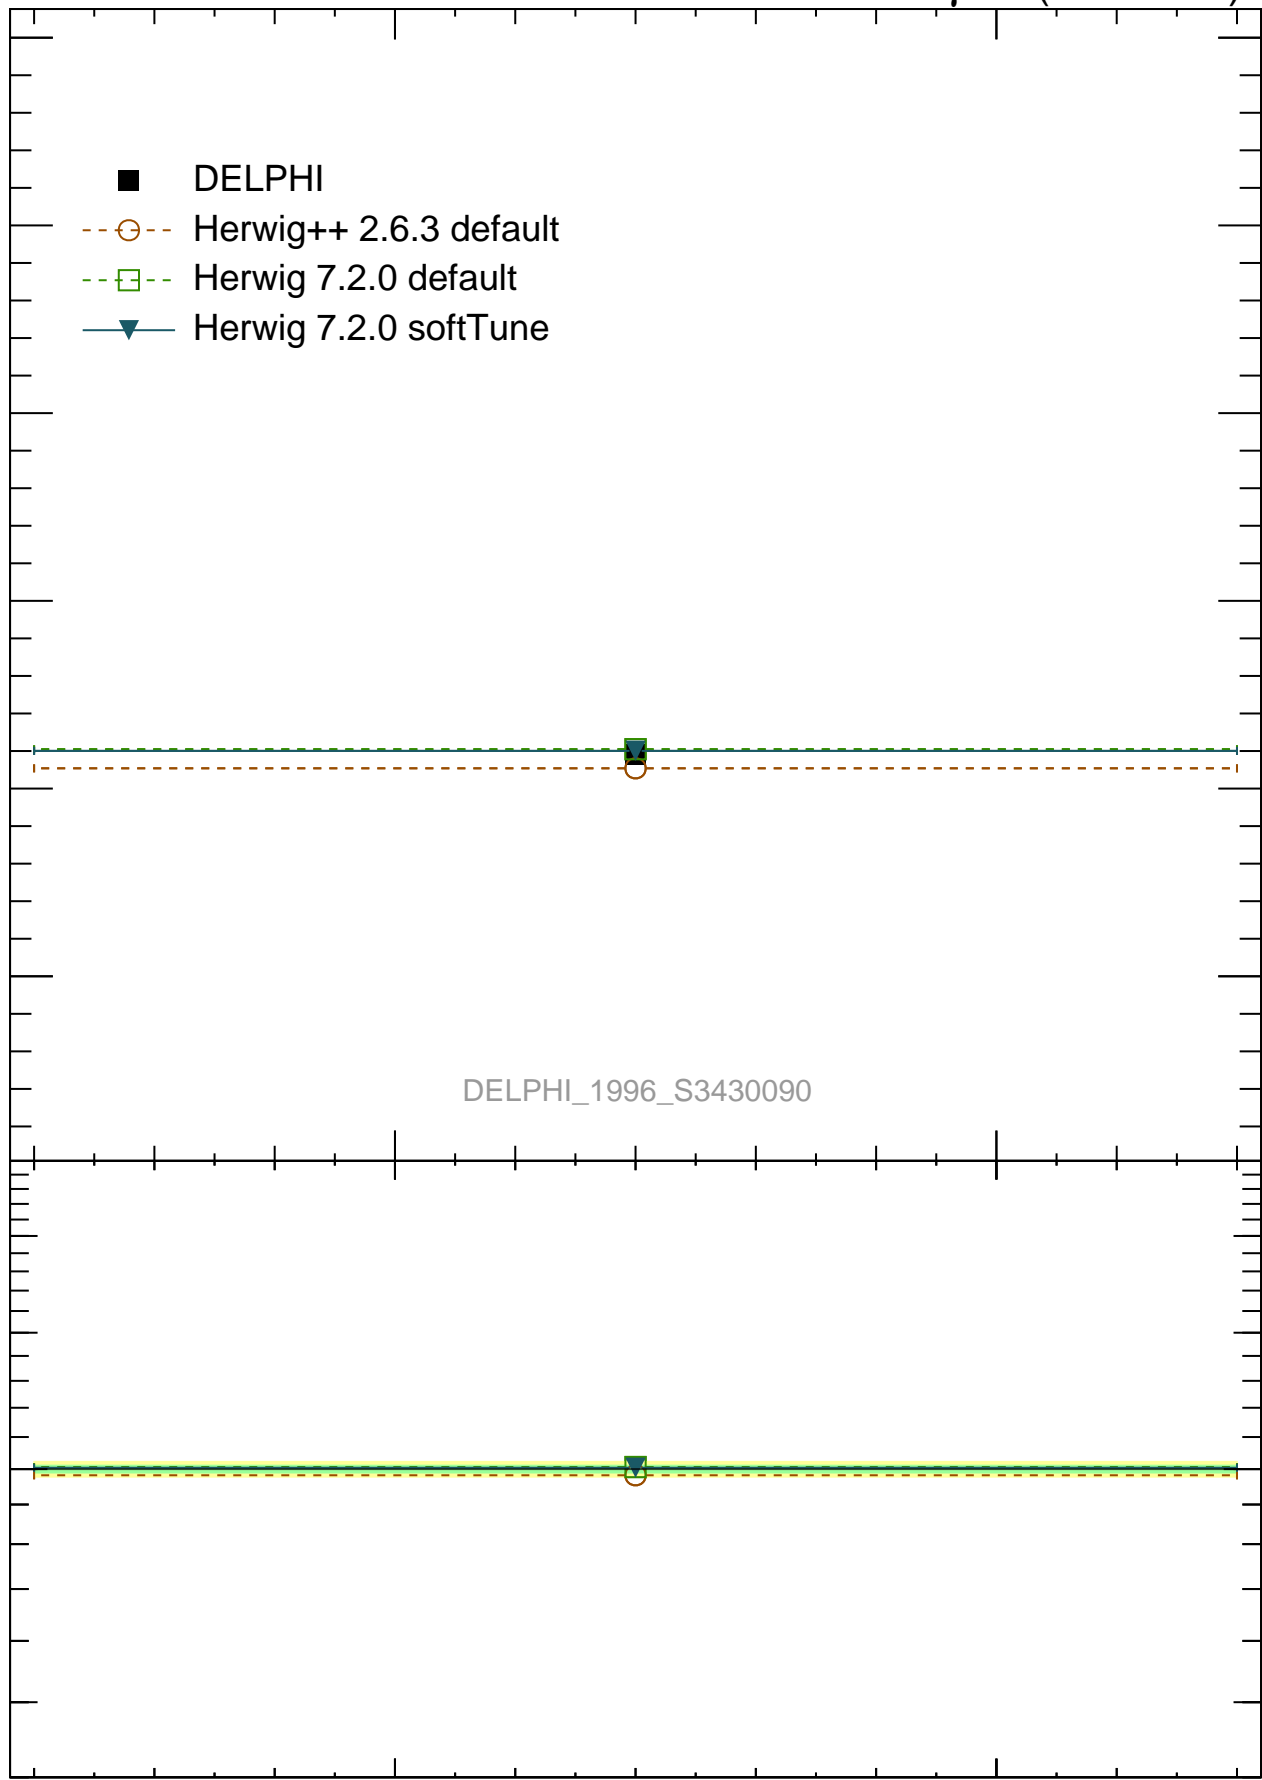 DELPHI
Herwig++ 2.6.3 default
Herwig 7.2.0 default
Herwig 7.2.0 softTune
DELPHI_1996_S3430090